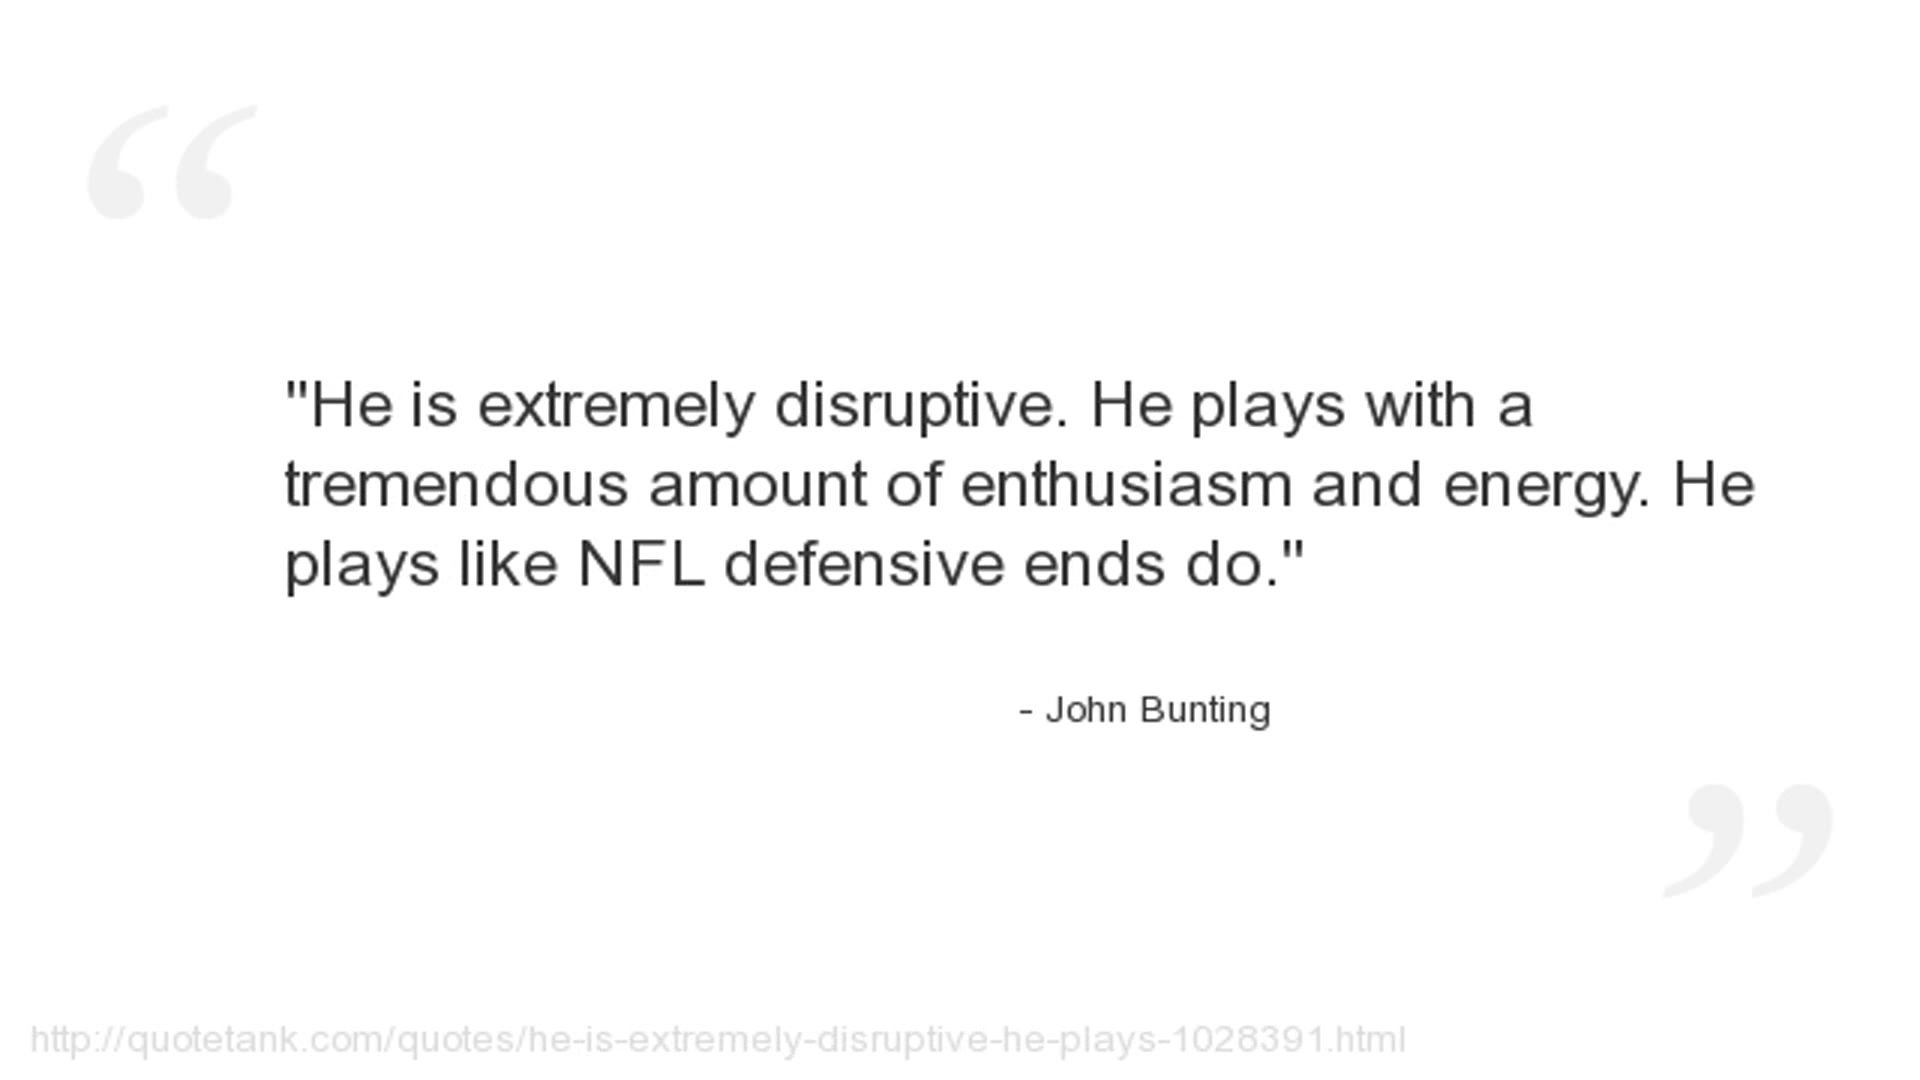 "He is extremely disruptive. He plays with a
tremendous amount of enthusiasm and energy. He
plays like NFL defensive ends do."
- John Bunting
http://quotetank.com/quotes/he-is-extremely-disruptive-he-plays-1028391.html